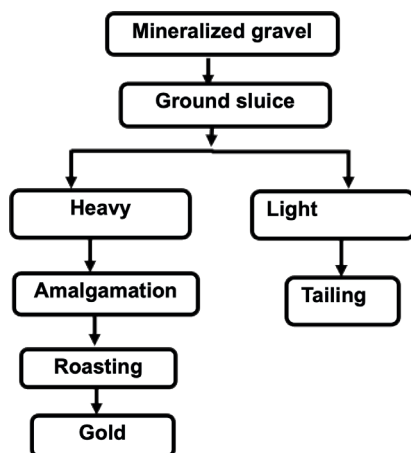 Mineralized gravel
Ground sluice
Heavy
Light
Amalgamation
Tailing
Roasting
Gold